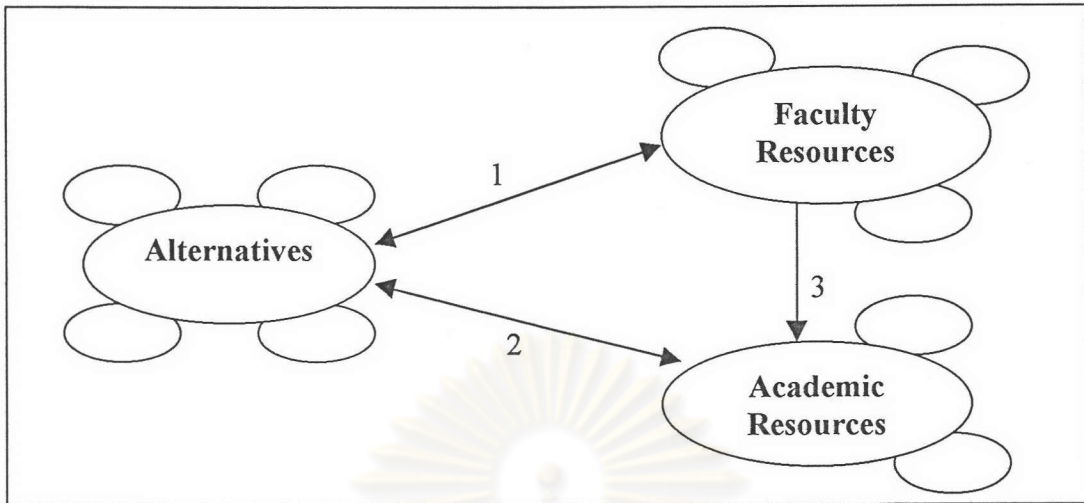 Faculty
Resources
1
Alternatives
3
2
Academic
Resources